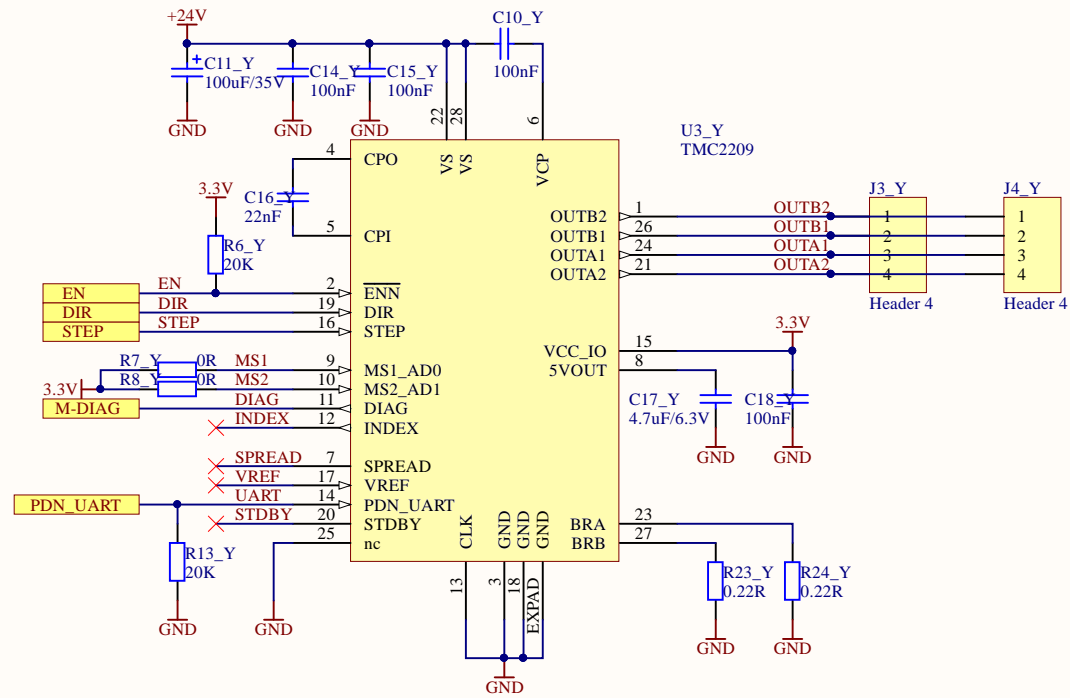 +24V
C10_Y
100nF
C11_Y
100uF/35V
C14_Y
100nF
C15_Y
100nF
GND
GND
GND
22
28
6
U3_Y
TMC2209
VS
VS
VCP
4
CPO
C16_Y
22nF
5
CPI
3.3V
R6_Y
20K
EN
EN
2
ENN
DIR
DIR
19
DIR
STEP
STEP
16
STEP
R7_Y
0R
MS1
9
MS1_AD0
R8_Y
0R
MS2
10
MS2_AD1
3.3V
M-DIAG
DIAG
11
DIAG
INDEX
12
INDEX
SPREAD
7
SPREAD
VREF
17
VREF
PDN_UART
UART
14
PDN_UART
STDBY
20
STDBY
25
nc
R13_Y
20K
GND
GND
J3_Y
J4_Y
OUTB2
1
OUTB2
1
1
OUTB1
26
OUTB1
2
2
OUTA1
24
OUTA1
3
3
OUTA2
21
OUTA2
4
4
Header 4
Header 4
3.3V
VCC_IO
15
5VOUT
8
C17_Y
4.7uF/6.3V
C18_Y
100nF
GND
GND
BRA
23
BRB
27
R23_Y
0.22R
R24_Y
0.22R
GND
GND
CLK
GND
GND
GND
13
3
18
EXPAD
GND